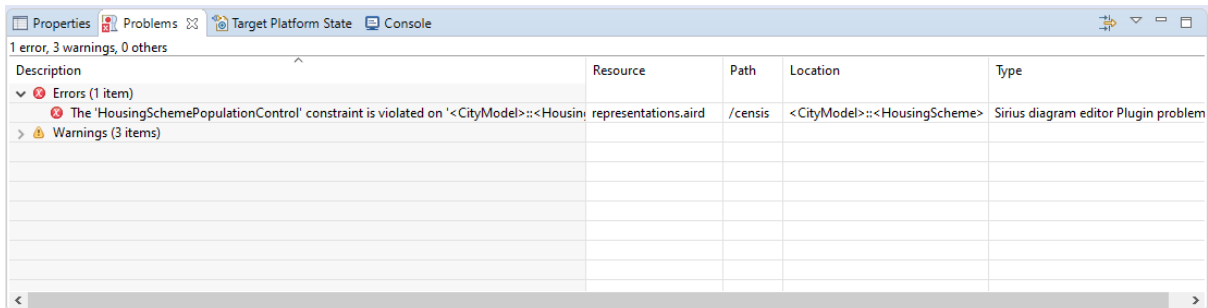 Properties Problems Target Platform State Console
1 error, 3 warnings, 0 others
Description Resource Path Location Type
Errors (1 item)
The 'HousingSchemePopulationControl' constraint is violated on '<CityModel>::<Housing representations.aird /censis <CityModel>::<HousingScheme> Sirius diagram editor Plugin problem
Warnings (3 items)